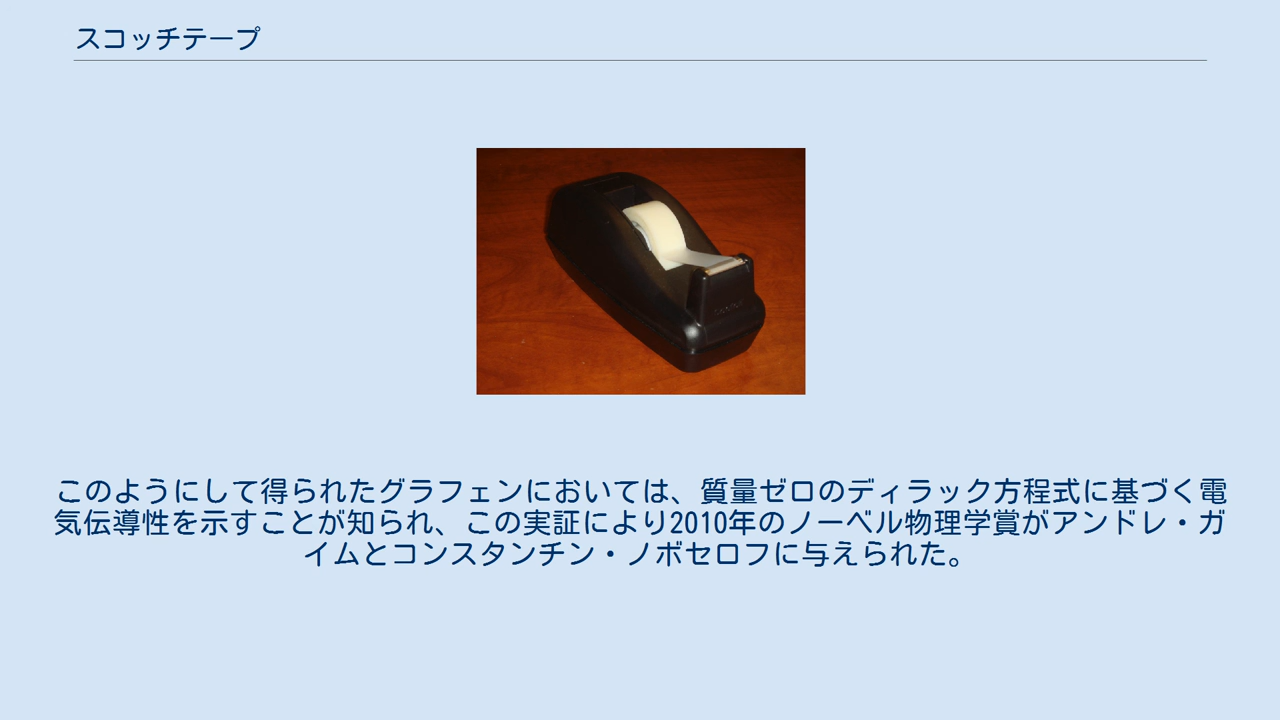 スコッチテープ
このようにして得られたグラフェンにおいては、質量ゼロのディラック方程式に基づく電
気伝導性を示すことが知られ、この実証により2010年のノーベル物理学賞がアンドレ・ガ
イムとコンスタンチン・ノボセロフに与えられた。